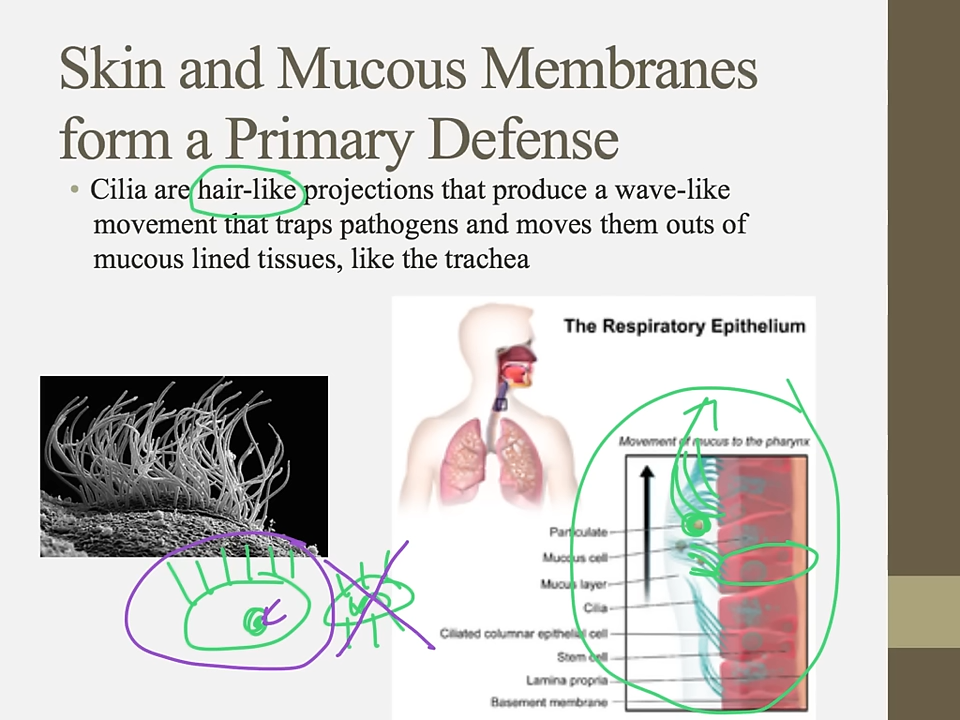 Skin and Mucous Membranes
form a Primary Defense
• Cilia are hair-like projections that produce a wave-like
movement that traps pathogens and moves them outs of
mucous lined tissues, like the trachea
The Respiratory Epithelium
Movement of mucus to the pharynx
Particulate
Mucous cell
Mucus layer
Cilia
Ciliated columnar epithelial cell
Stem cell
Lamina propria
Basement membrane